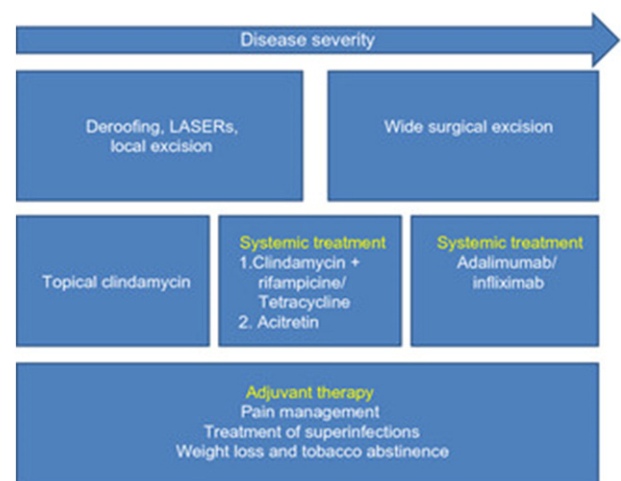 Disease severity
Deroofing, LASERs,
local excision
Wide surgical excision
Topical clindamycin
Systemic treatment
1.Clindamycin +
rifampicine/
Tetracycline
2. Acitretin
Systemic treatment
Adalimumab/
infliximab
Adjuvant therapy
Pain management
Treatment of superinfections
Weight loss and tobacco abstinence